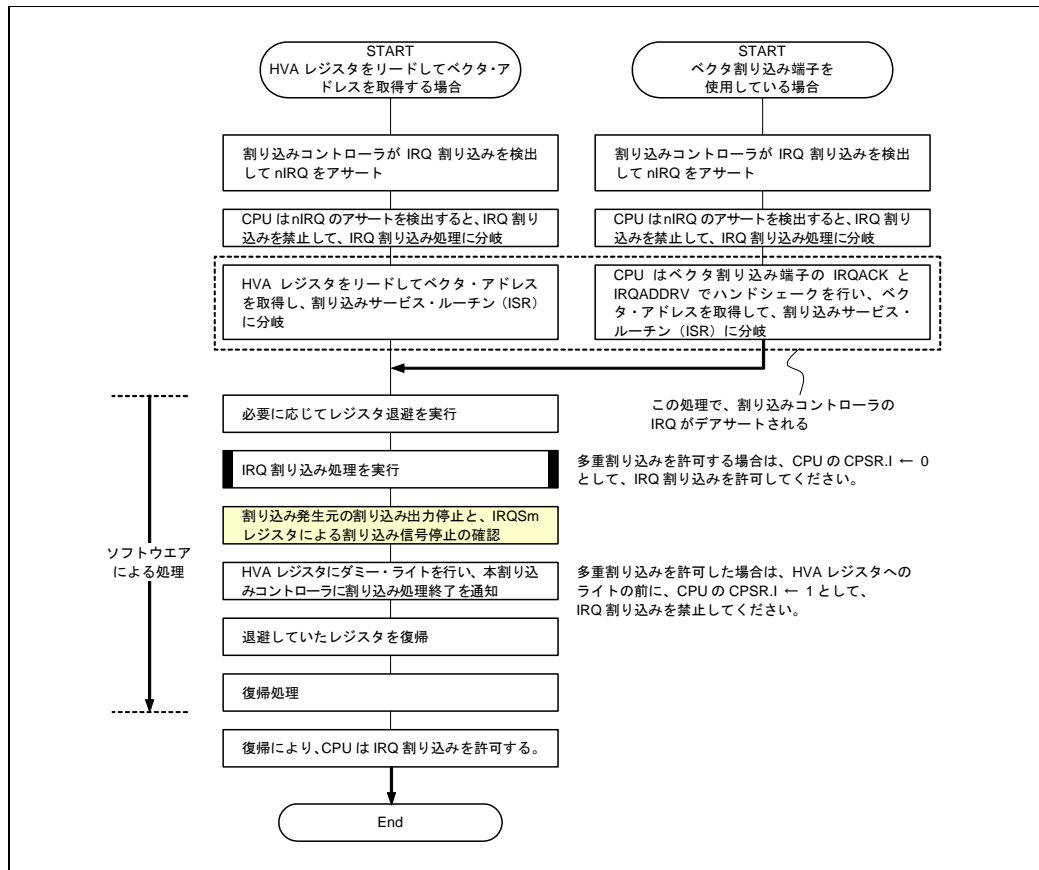 START
HVA レジスタをリードしてベクタ・ア
ドレスを取得する場合
START
ベクタ割り込み端子を
使用している場合
割り込みコントローラが IRQ 割り込みを検出
して nIRQ をアサート
割り込みコントローラが IRQ 割り込みを検出
して nIRQ をアサート
CPU は nIRQ のアサートを検出すると、IRQ 割り
込みを禁止して、IRQ 割り込み処理に分岐
CPU は nIRQ のアサートを検出すると、IRQ 割り
込みを禁止して、IRQ 割り込み処理に分岐
HVA レジスタをリードしてベクタ・アドレス
を取得し、割り込みサービス・ルーチン（ISR）
に分岐
CPU はベクタ割り込み端子の IRQACK と
IRQADDRV でハンドシェークを行い、ベク
タ・アドレスを取得して、割り込みサービス・
ルーチン（ISR）に分岐
この処理で、割り込みコントローラの
IRQ がデアサートされる
必要に応じてレジスタ退避を実行
IRQ 割り込み処理を実行
多重割り込みを許可する場合は、CPU の CPSR.I ← 0
として、IRQ 割り込みを許可してください。
割り込み発生元の割り込み出力停止と、IRQSm
レジスタによる割り込み信号停止の確認
ソフトウエア
による処理
HVA レジスタにダミー・ライトを行い、本割り込
みコントローラに割り込み処理終了を通知
多重割り込みを許可した場合は、HVA レジスタへの
ライトの前に、CPU の CPSR.I ← 1 として、
IRQ 割り込みを禁止してください。
退避していたレジスタを復帰
復帰処理
復帰により、CPU は IRQ 割り込みを許可する。
End